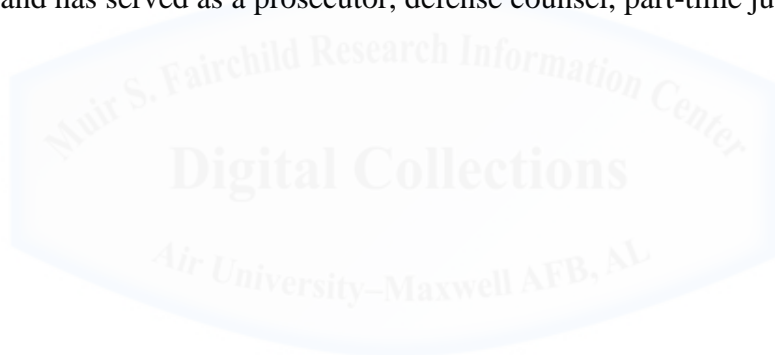 and has served as a prosecutor, defense counsel, part-time ju
Muir S. Fairchild Research Information Center
Digital Collections
Air University–Maxwell AFB, AL